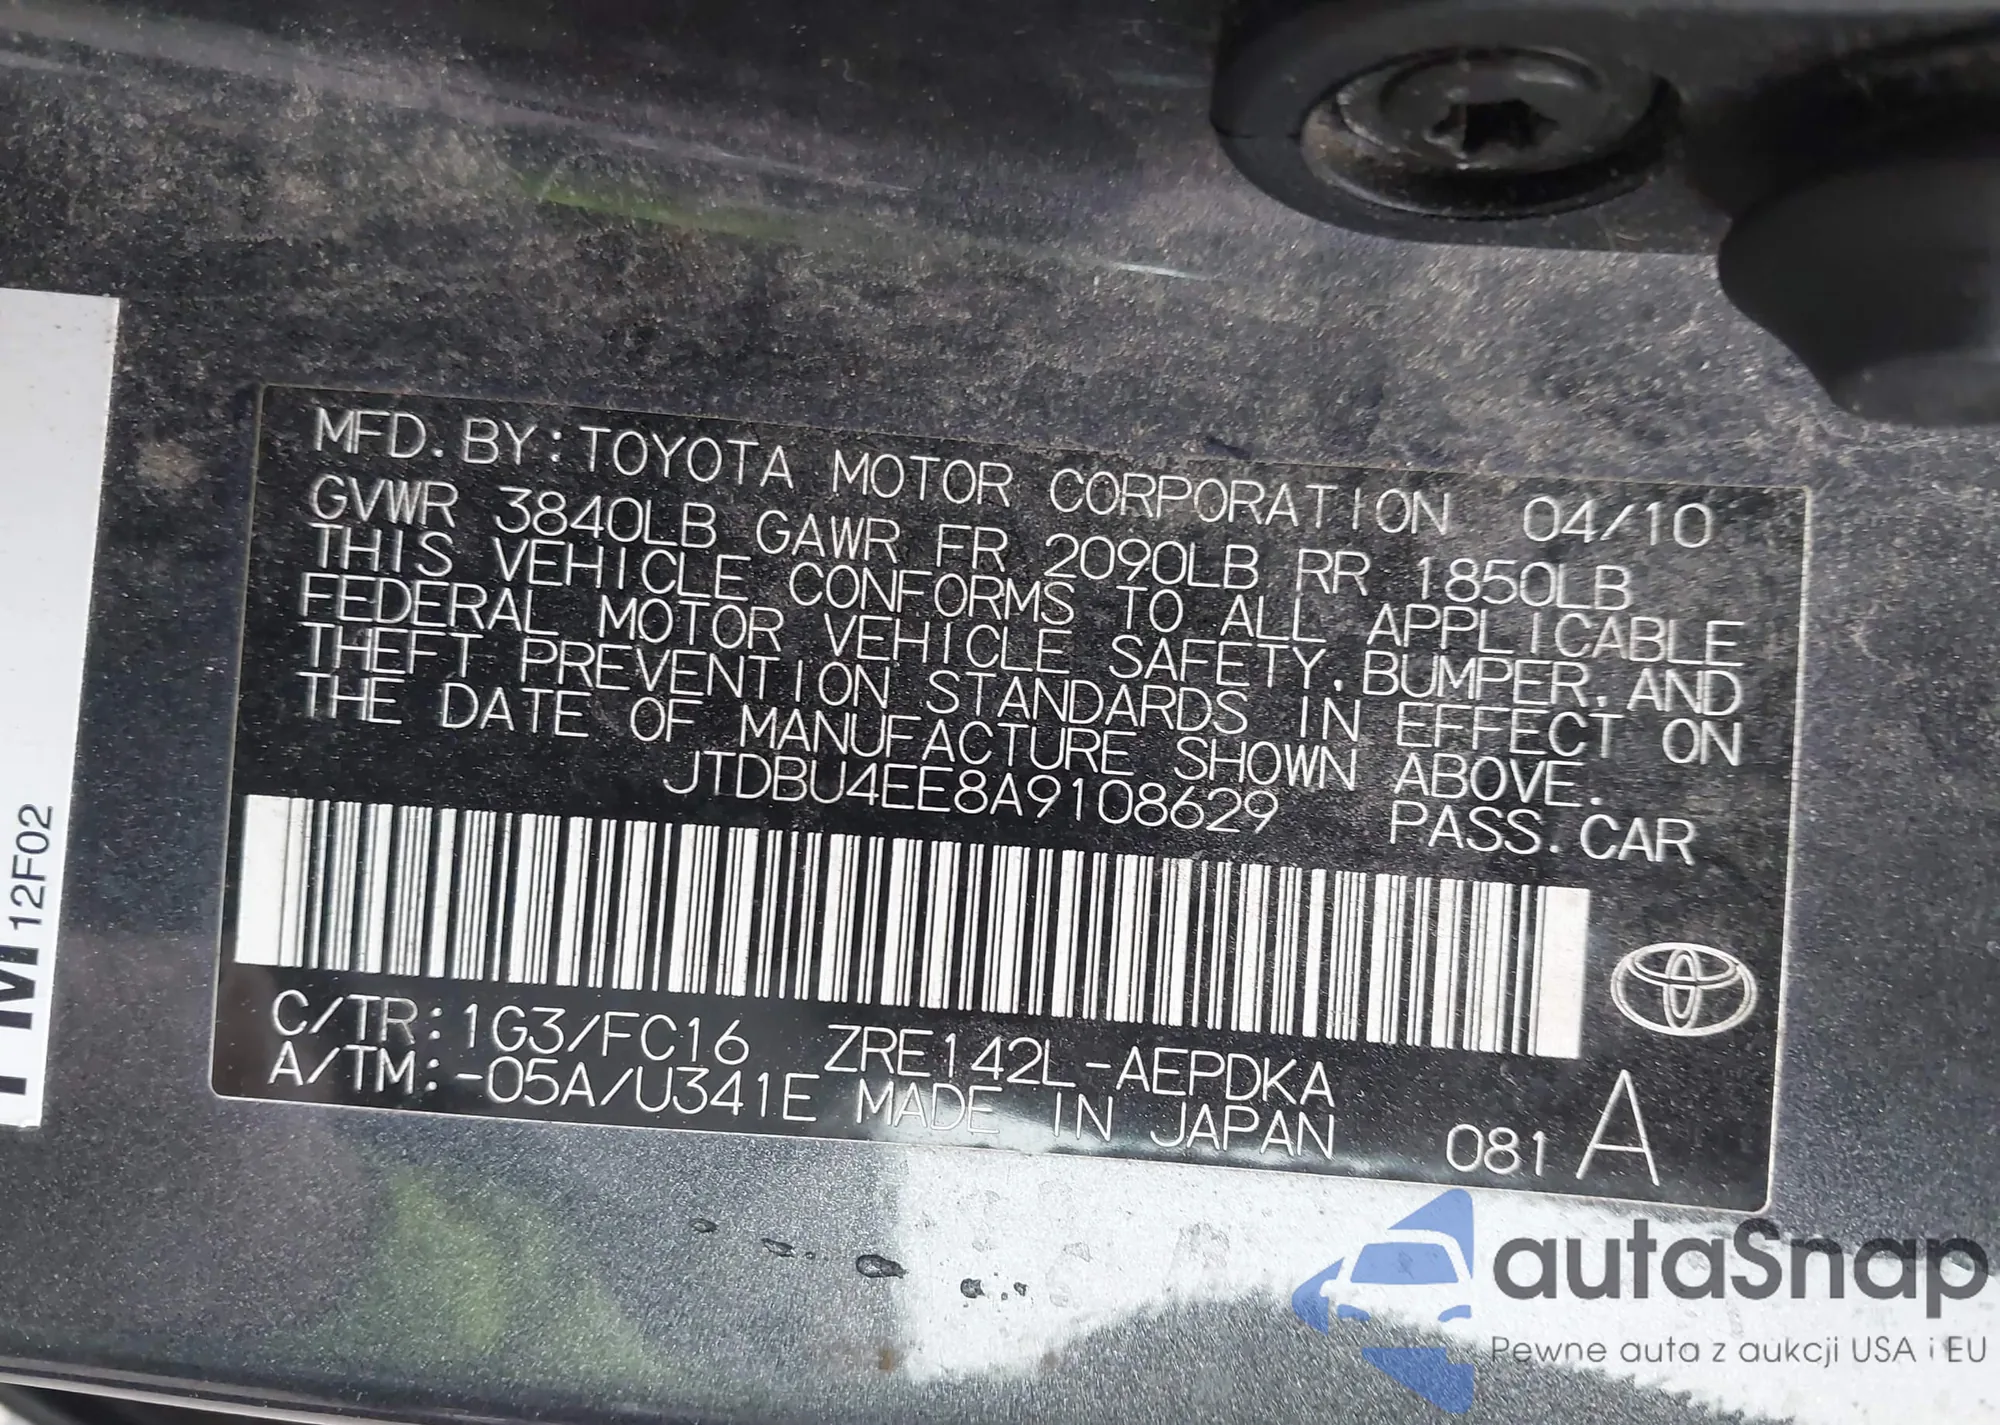 MFD. BY: TOYOTA MOTOR CORPORATION 04/10
GVWR 3840LB GAWR FR 2090LB RR 1850LB
THIS VEHICLE CONFORMS TO ALL APPLICABLE
FEDERAL MOTOR VEHICLE SAFETY, BUMPER, AND
THEFT PREVENTION STANDARDS IN EFFECT ON
THE DATE OF MANUFACTURE SHOWN ABOVE.
JTDBU4EE8A9108629 PASS. CAR
C/TR: 1G3/FC16 ZRE142L-AEPDKA
A/TM: -05A/U341E MADE IN JAPAN 081 A
12F02
autoSnap
Pewne auta z aukcji USA i EU